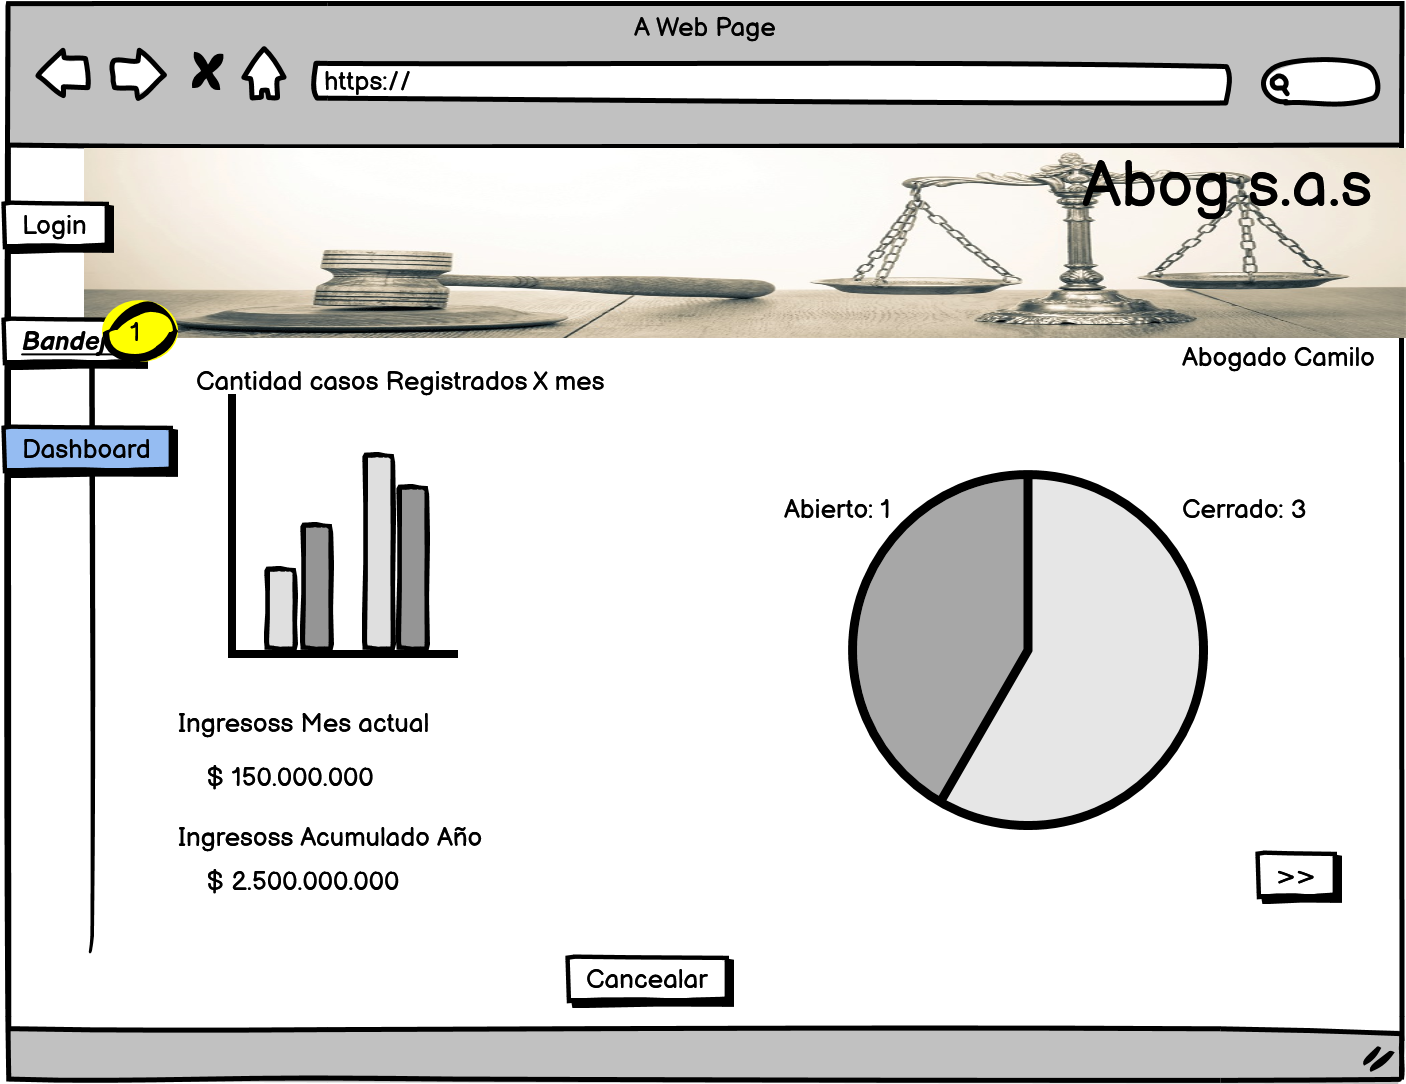 A Web Page
https://
Abog s.a.s
Login
1
Abogado Camilo
Cantidad casos Registrados X mes
Dashboard
Abierto: 1
Cerrado: 3
Ingresoss Mes actual
$ 150.000.000
Ingresoss Acumulado Año
$ 2.500.000.000
>>
Cancealar